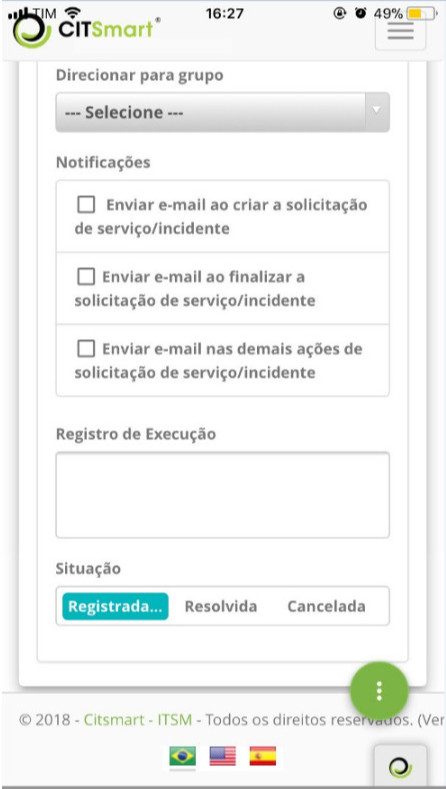 TIM 16:27 49%
CITSmart®
Direcionar para grupo
--- Selecione ---
Notificações
Enviar e-mail ao criar a solicitação
de serviço/incidente
Enviar e-mail ao finalizar a
solicitação de serviço/incidente
Enviar e-mail nas demais ações de
solicitação de serviço/incidente
Registro de Execução
Situação
Registrada... Resolvida Cancelada
© 2018 - Citsmart - ITSM - Todos os direitos reservados. (Ver